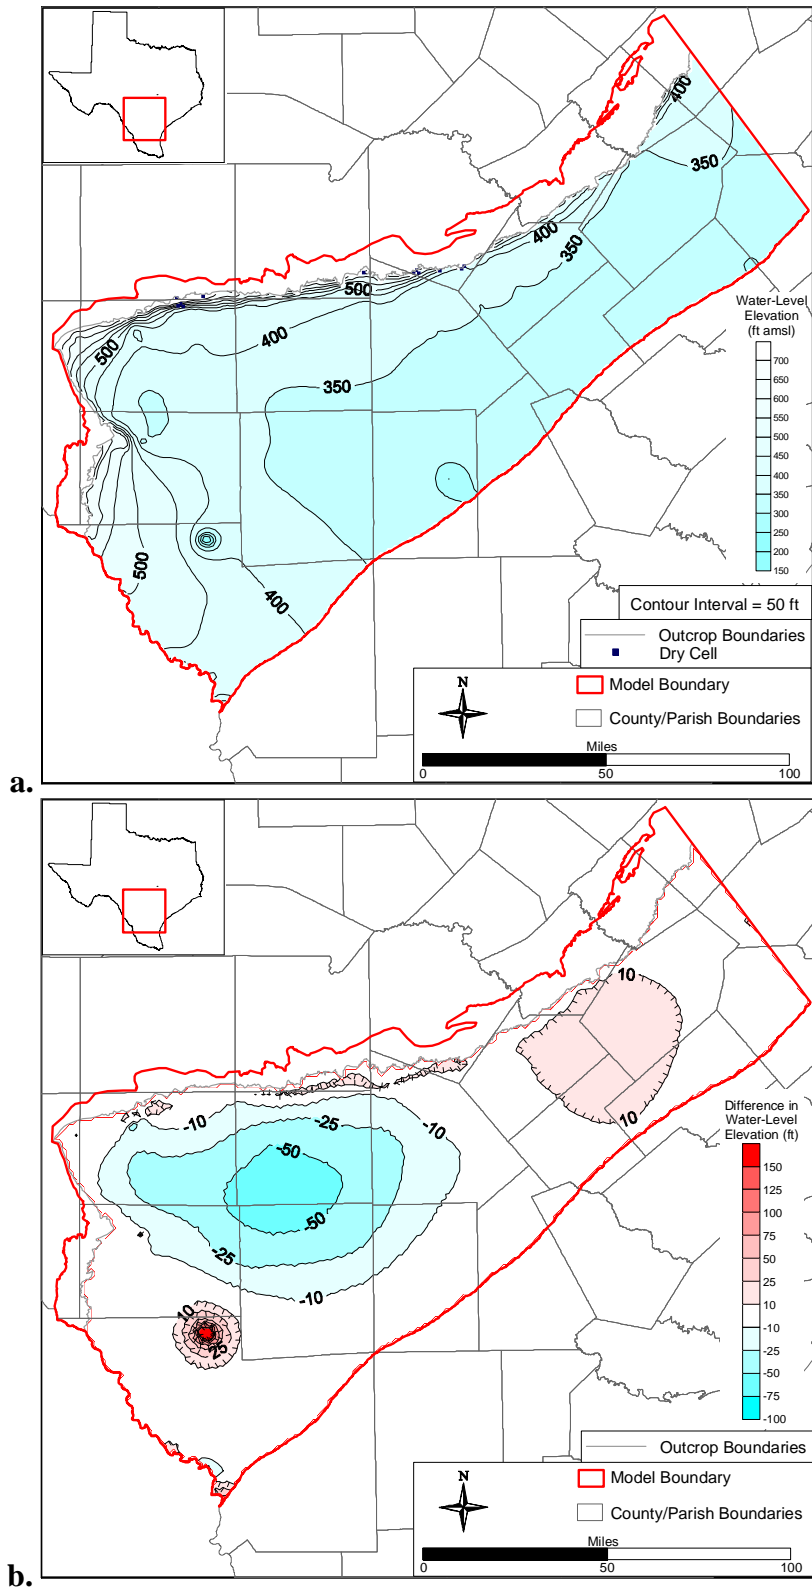 400
350
400
350
500
400
500
350
500
400
Water-Level
Elevation
(ft amsl)
700
650
600
550
500
450
400
350
300
250
200
150
Contour Interval = 50 ft
Outcrop Boundaries
Dry Cell
N
Model Boundary
County/Parish Boundaries
Miles
0
50
100
a.
10
10
-10
-25
-10
-50
-50
-25
-10
10
25
Difference in
Water-Level
Elevation (ft)
150
125
100
75
50
25
10
-10
-25
-50
-75
-100
Outcrop Boundaries
N
Model Boundary
County/Parish Boundaries
Miles
0
50
100
b.